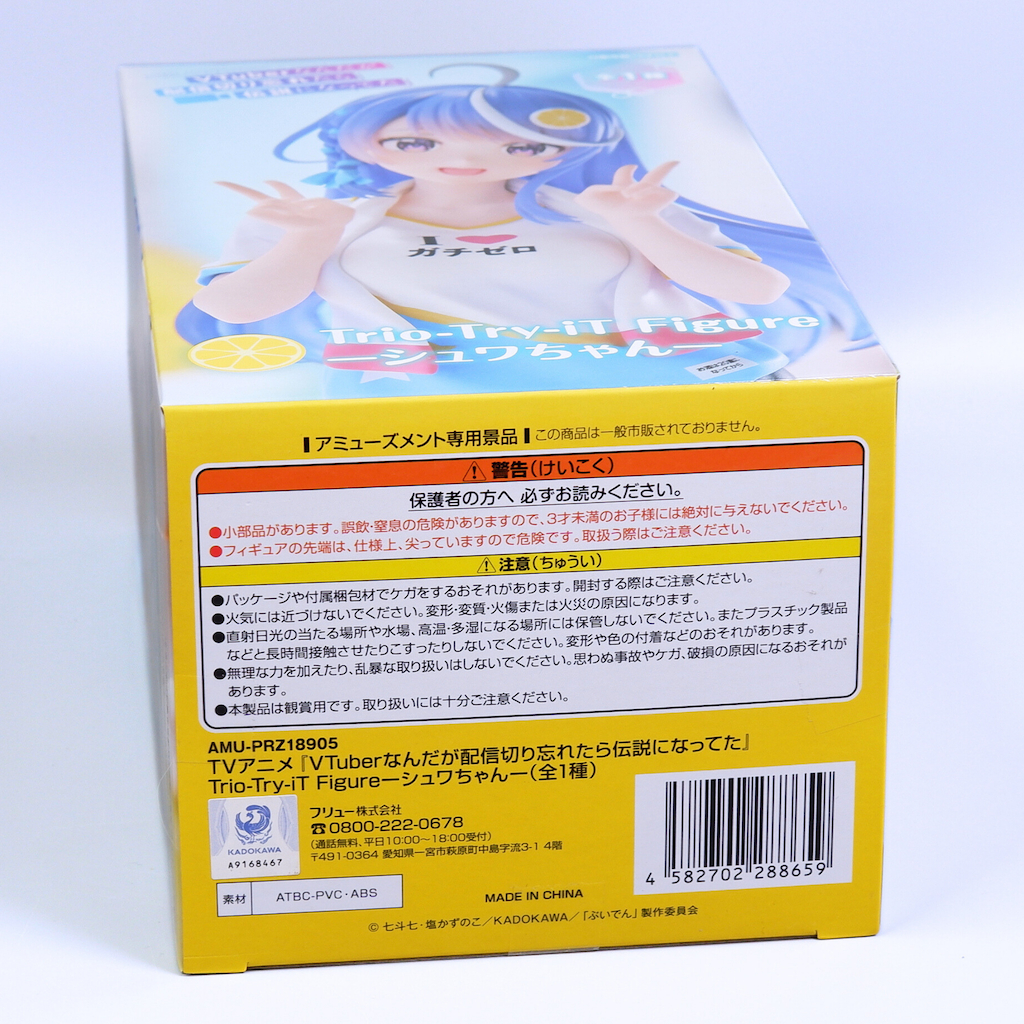 I ♥
ガチゼロ
Trio-Try-iT Figure
ーシュワちゃんー
お酒は20歳に
なってから
アミューズメント専用景品 この商品は一般市販されておりません。
警告(けいこく)
保護者の方へ 必ずお読みください。
●小部品があります。誤飲・窒息の危険がありますので、3才未満のお子様には絶対に与えないでください。
●フィギュアの先端は、仕様上、尖っていますので危険です。取扱う際はご注意ください。
注意(ちゅうい)
●パッケージや付属梱包材でケガをするおそれがあります。開封する際はご注意ください。
●火気には近づけないでください。変形・変質・火傷または火災の原因になります。
●直射日光の当たる場所や水場、高温・多湿になる場所には保管しないでください。またプラスチック製品
などと長時間接触させたりこすったりしないでください。変形や色の付着などのおそれがあります。
●無理な力を加えたり、乱暴な取り扱いはしないでください。思わぬ事故やケガ、破損の原因になるおそれが
あります。
●本製品は観賞用です。取り扱いには十分ご注意ください。
AMU-PRZ18905
TVアニメ『VTuberなんだが配信切り忘れたら伝説になってた』
Trio-Try-iT Figureーシュワちゃんー(全1種)
フリュー株式会社
☎0800-222-0678
(通話無料、平日10:00~18:00受付)
〒491-0364 愛知県一宮市萩原町中島字流3-1 4階
KADOKAWA
A9168467
素材 ATBC-PVC・ABS
MADE IN CHINA
4 582702 288659
© 七斗七・塩かずのこ/KADOKAWA/「ぶいでん」製作委員会